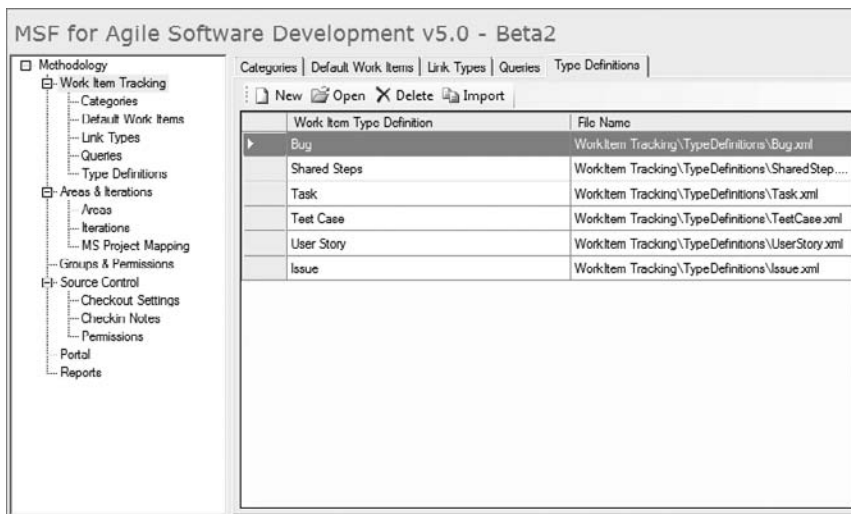 MSF for Agile Software Development v5.0 - Beta2
Methodology
Work Item Tracking
Categories
Default Work Items
Link Types
Queries
Type Definitions
Areas & Iterations
Areas
Iterations
MS Project Mapping
Groups & Permissions
Source Control
Checkout Settings
Checkin Notes
Permissions
Portal
Reports
Categories Default Work Items Link Types Queries Type Definitions
New Open Delete Import
Work Item Type Definition File Name
Bug WorkItem Tracking\TypeDefinitions\Bug.xml
Shared Steps WorkItem Tracking\TypeDefinitions\SharedStep....
Task WorkItem Tracking\TypeDefinitions\Task.xml
Test Case WorkItem Tracking\TypeDefinitions\TestCase.xml
User Story WorkItem Tracking\TypeDefinitions\UserStory.xml
Issue WorkItem Tracking\TypeDefinitions\Issue.xml